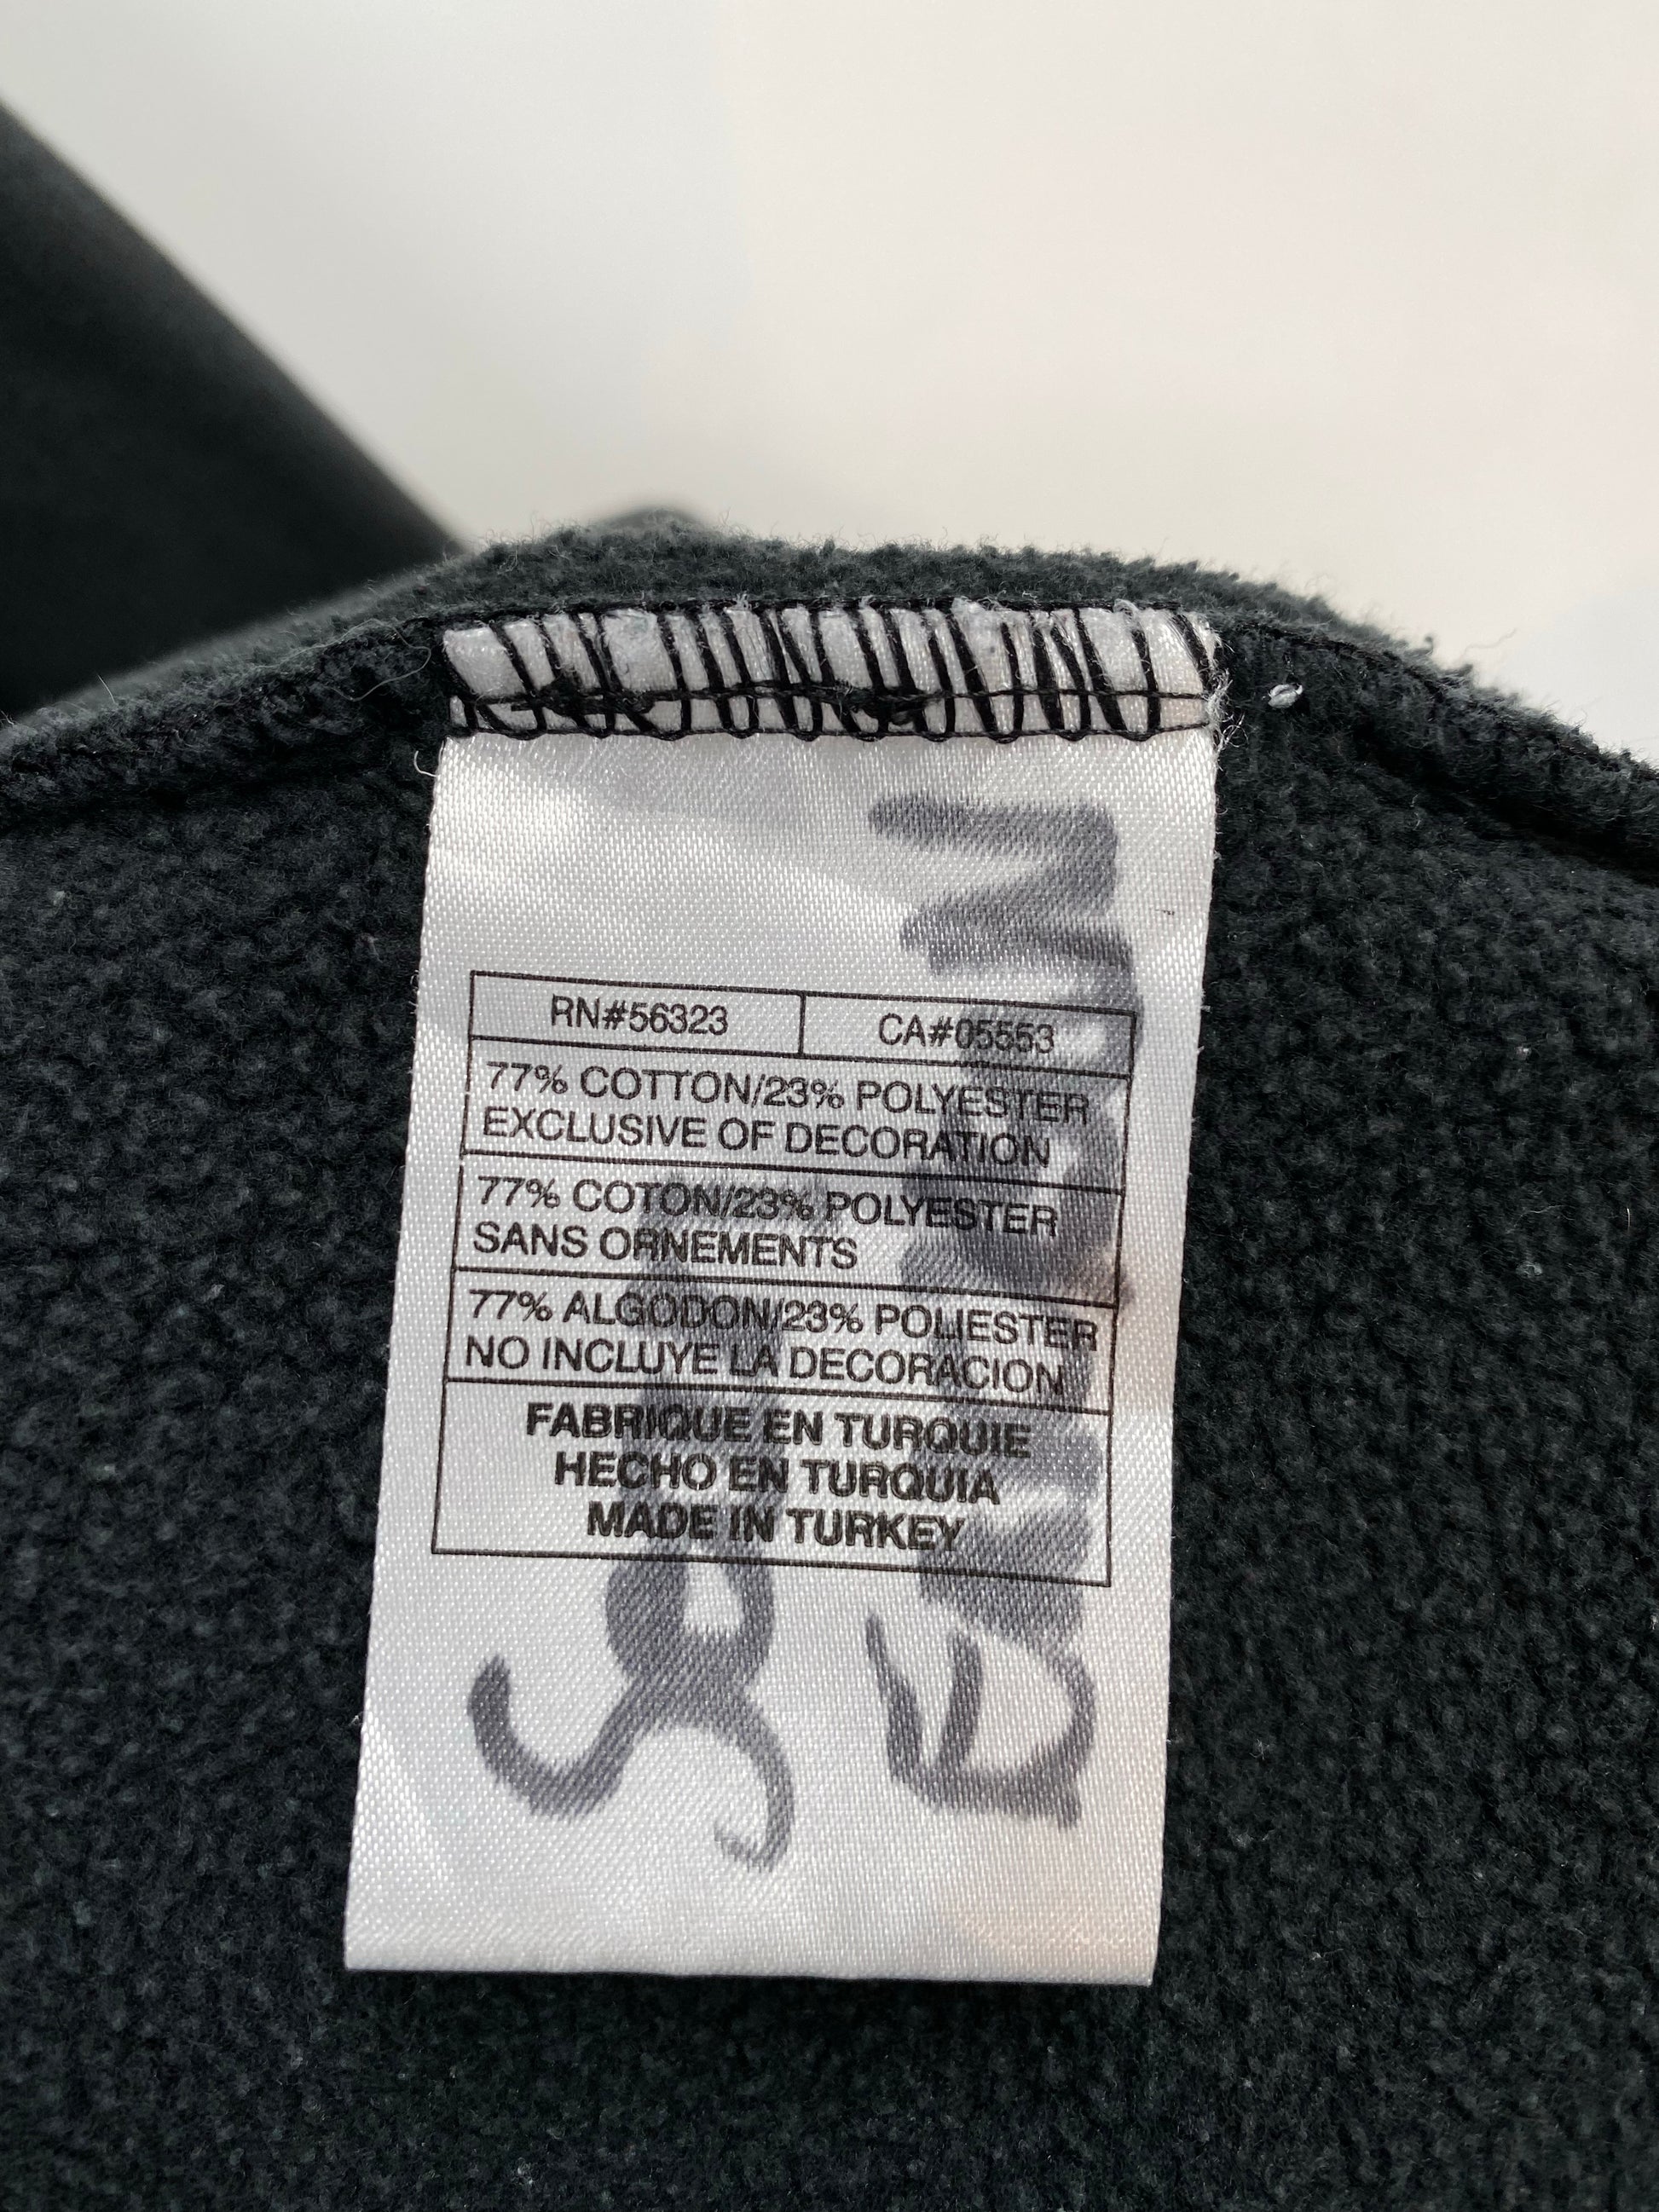 RN#56323 CA#05553
77% COTTON/23% POLYESTER
EXCLUSIVE OF DECORATION
77% COTON/23% POLYESTER
SANS ORNEMENTS
77% ALGODON/23% POLIESTER
NO INCLUYE LA DECORACION
FABRIQUE EN TURQUIE
HECHO EN TURQUIA
MADE IN TURKEY